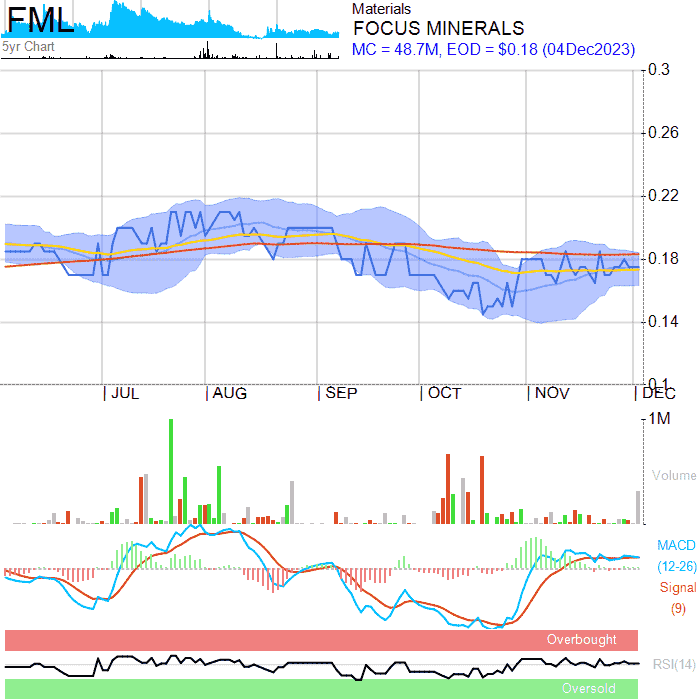 FML
5yr Chart
Materials
FOCUS MINERALS
MC = 48.7M, EOD = $0.18 (04Dec2023)
0.3
0.26
0.22
0.18
0.14
0.1
JUL AUG SEP OCT NOV DEC
1M
Volume
MACD
(12-26)
Signal
(9)
Overbought
RSI(14)
Oversold